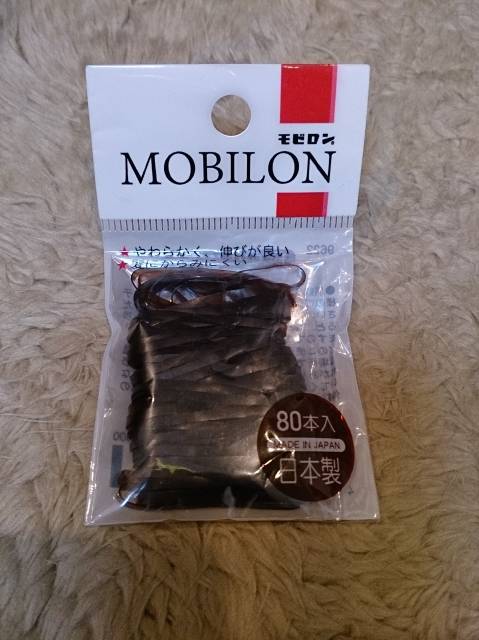 モビロン
MOBILON
★やわらかく、伸びが良い
★髪にからみにくい
80本入
MADE IN JAPAN
日本製